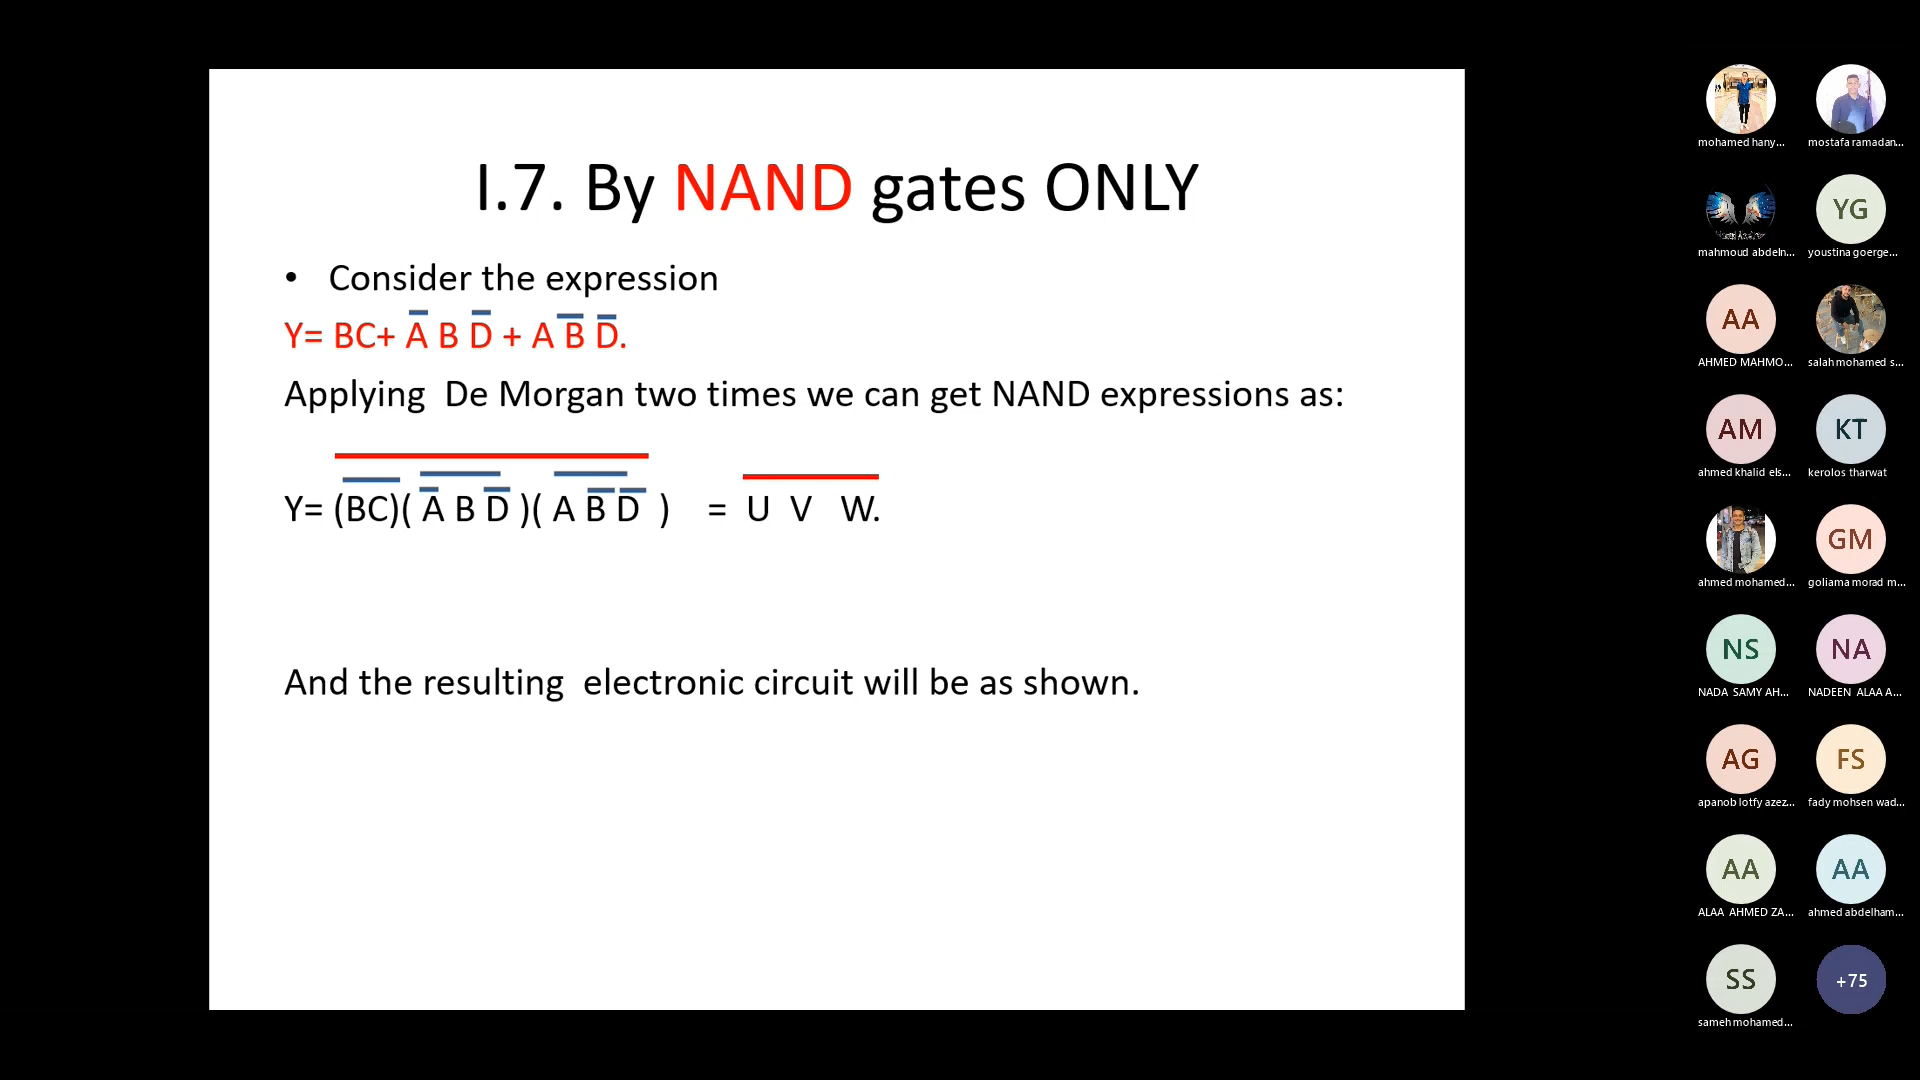 I.7. By NAND gates ONLY
• Consider the expression
Y= BC+ A̅ B D̅ + A B̅ D̅.
Applying De Morgan two times we can get NAND expressions as:
Y= (BC)( A̅ B D̅ )( A B̅ D̅ ) = U V W.
And the resulting electronic circuit will be as shown.
mohamed hany...
mostafa ramadan...
mahmoud abdeln...
YG
youstina goerge...
AA
AHMED MAHMO...
salah mohamed s...
AM
ahmed khalid els...
KT
kerolos tharwat
ahmed mohamed...
GM
goliama morad m...
NS
NADA SAMY AH...
NA
NADEEN ALAA A...
AG
apanob lotfy azez...
FS
fady mohsen wad...
AA
ALAA AHMED ZA...
AA
ahmed abdelham...
SS
sameh mohamed...
+75